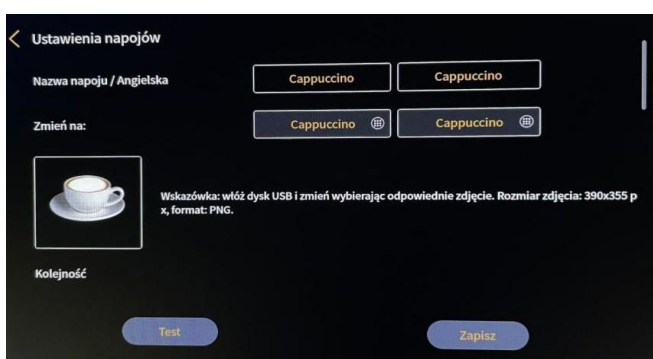 Ustawienia napojów
Nazwa napoju / Angielska Cappuccino Cappuccino
Zmień na: Cappuccino Cappuccino
Wskazówka: włóż dysk USB i zmień wybierając odpowiednie zdjęcie. Rozmiar zdjęcia: 390x355 p
x, format: PNG.
Kolejność
Test Zapisz